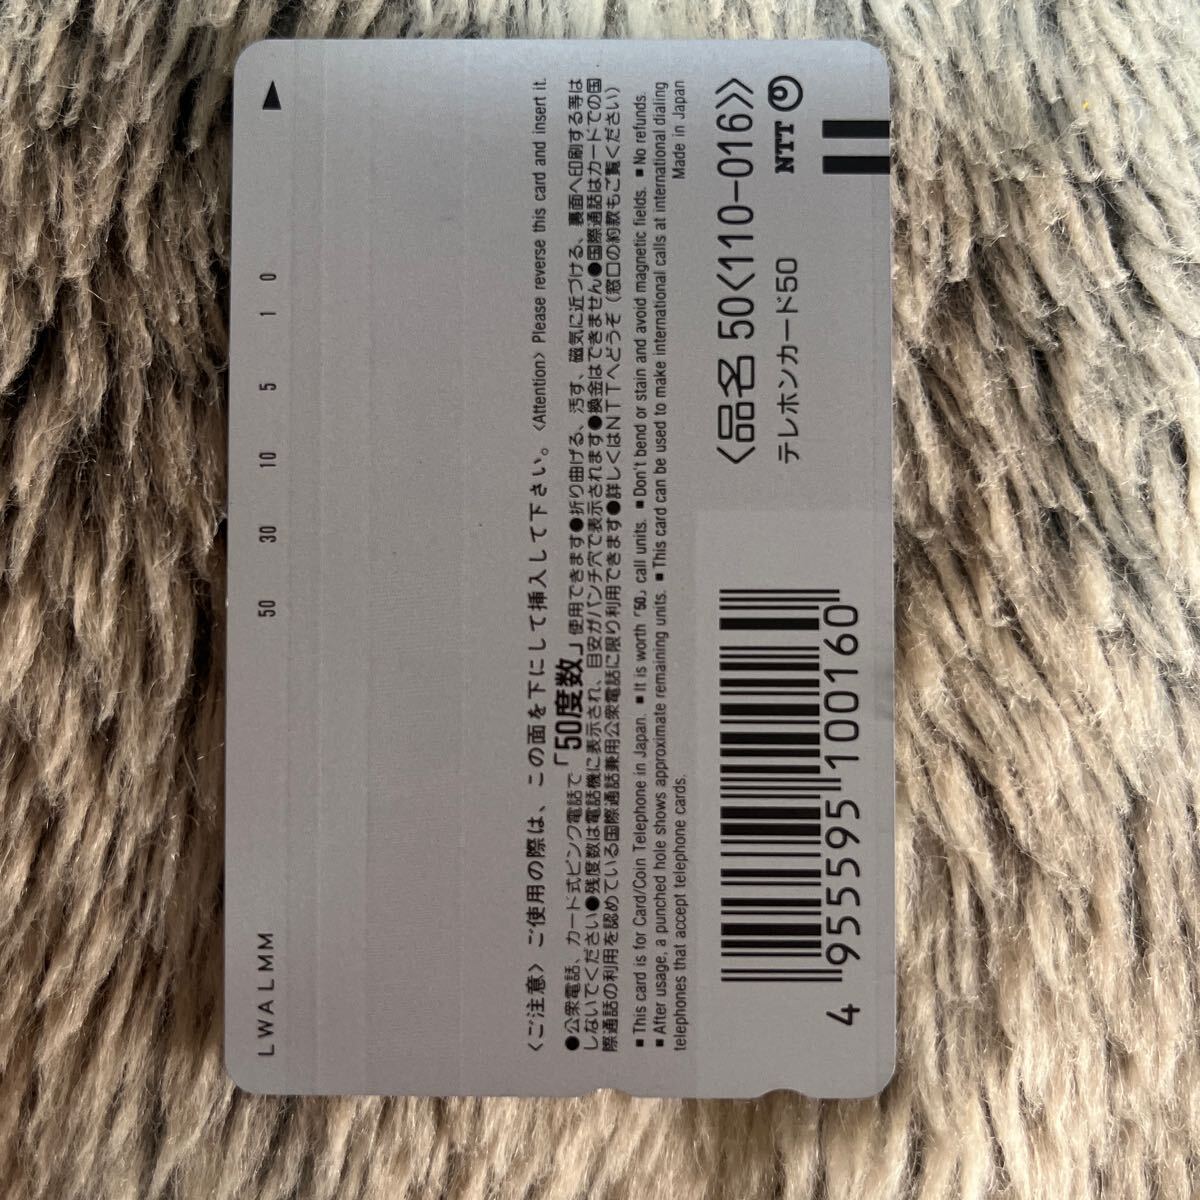 LWALMM
50 30 10 5 1 0
<ご注意> ご使用の際は、この面を下にして挿入して下さい。<Attention> Please reverse this card and insert it.
●公衆電話、カード式ピンク電話で「50度数」使用できます●折り曲げる、汚す、磁気に近づける、裏面へ印刷する等は
しないでください●残度数は電話機に表示され、目安がパンチ穴で表示されます●換金はできません●国際通話はカードでの国
際通話の利用を認めている国際通話兼用公衆電話に限り利用できます●詳しくはNTTへどうぞ(窓口の約款もご覧ください)
■This card is for Card/Coin Telephone in Japan. ■It is worth「50」call units. ■Don't bend or stain and avoid magnetic fields. ■No refunds.
■After usage, a punched hole shows approximate remaining units. ■This card can be used to make international calls at international dialing
telephones that accept telephone cards. Made in Japan
<品名 50<110-016>>
テレホンカード50
NTT
4 955595 100160